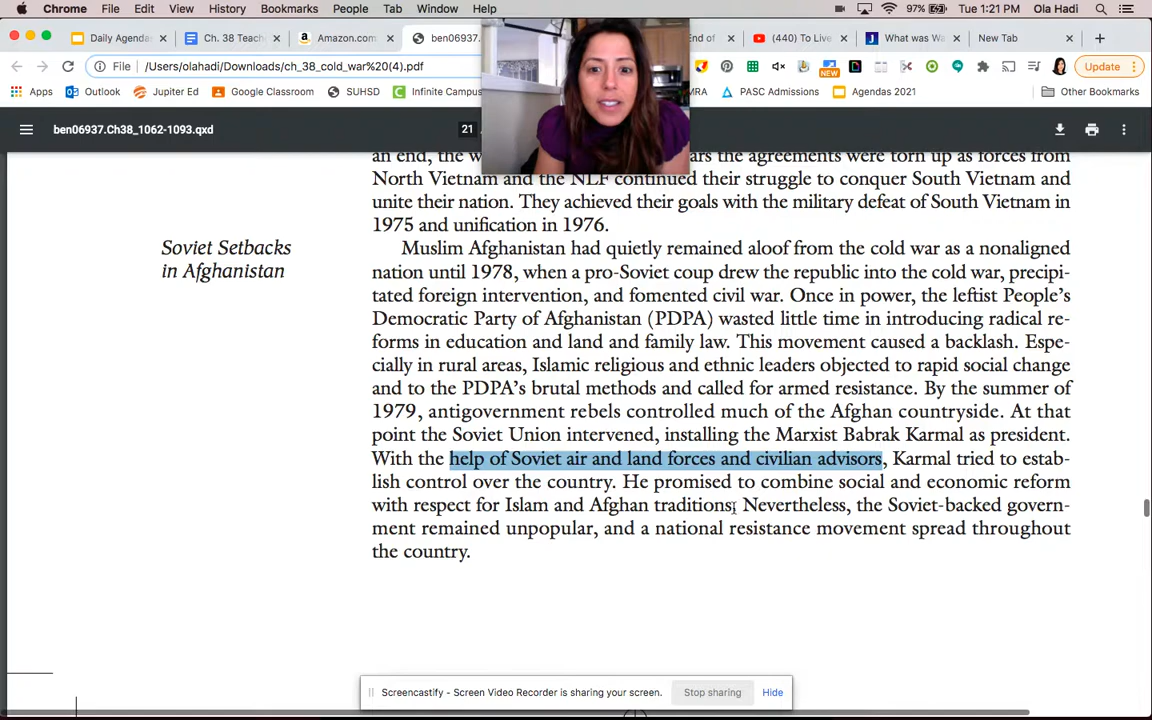 Chrome File Edit View History Bookmarks People Tab Window Help 97% Tue 1:21 PM Ola Hadi
Daily Agenda Ch. 38 Teach Amazon.com ben06937. nd of (440) To Live What was W New Tab
File /Users/olahadi/Downloads/ch_38_cold_war%20(4).pdf NEW Update
Apps Outlook Jupiter Ed Google Classroom SUHSD Infinite Campu MRA PASC Admissions Agendas 2021 Other Bookmarks
ben06937.Ch38_1062-1093.qxd 21
an end, the w ars the agreements were torn up as forces from
North Vietnam and the NLF continued their struggle to conquer South Vietnam and
unite their nation. They achieved their goals with the military defeat of South Vietnam in
1975 and unification in 1976.
Soviet Setbacks
in Afghanistan
Muslim Afghanistan had quietly remained aloof from the cold war as a nonaligned
nation until 1978, when a pro-Soviet coup drew the republic into the cold war, precipi-
tated foreign intervention, and fomented civil war. Once in power, the leftist People's
Democratic Party of Afghanistan (PDPA) wasted little time in introducing radical re-
forms in education and land and family law. This movement caused a backlash. Espe-
cially in rural areas, Islamic religious and ethnic leaders objected to rapid social change
and to the PDPA's brutal methods and called for armed resistance. By the summer of
1979, antigovernment rebels controlled much of the Afghan countryside. At that
point the Soviet Union intervened, installing the Marxist Babrak Karmal as president.
With the help of Soviet air and land forces and civilian advisors, Karmal tried to estab-
lish control over the country. He promised to combine social and economic reform
with respect for Islam and Afghan traditions. Nevertheless, the Soviet-backed govern-
ment remained unpopular, and a national resistance movement spread throughout
the country.
Screencastify - Screen Video Recorder is sharing your screen. Stop sharing Hide